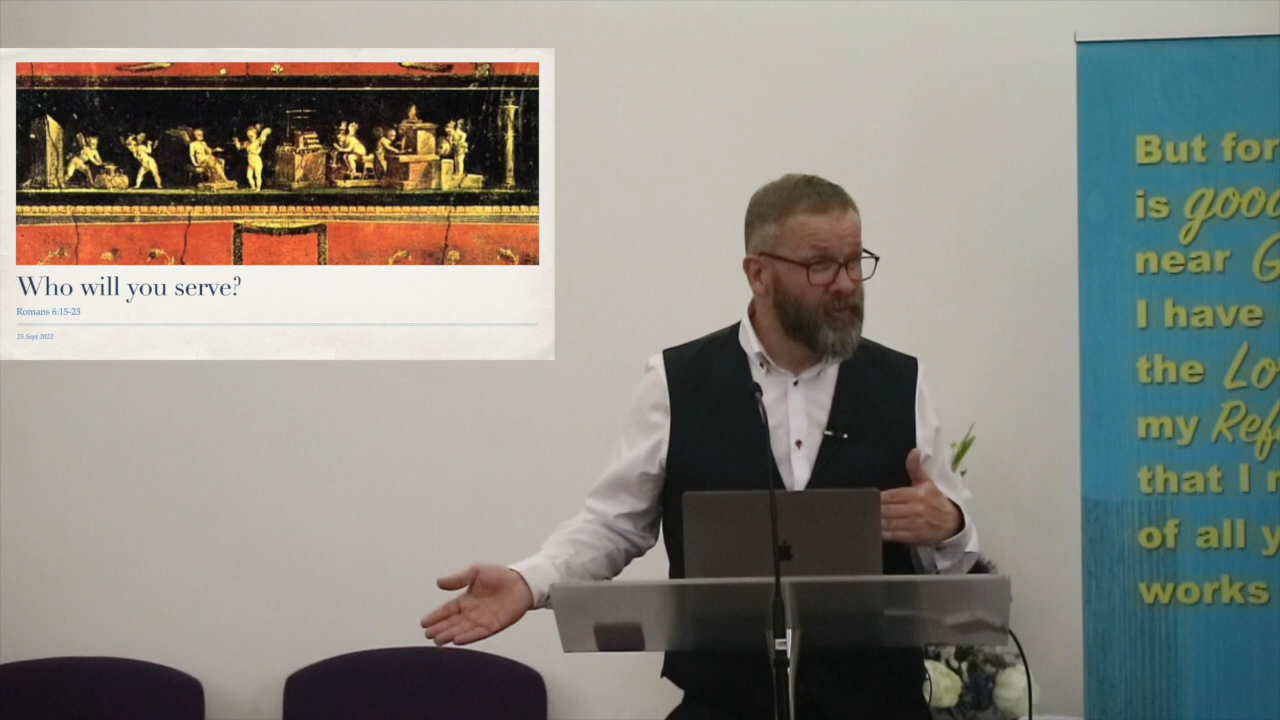 Who will you serve?
Romans 6:15-23
25 Sept 2022
But for
is good
near G
I have
the Lo
my Ref
that I
of all y
works